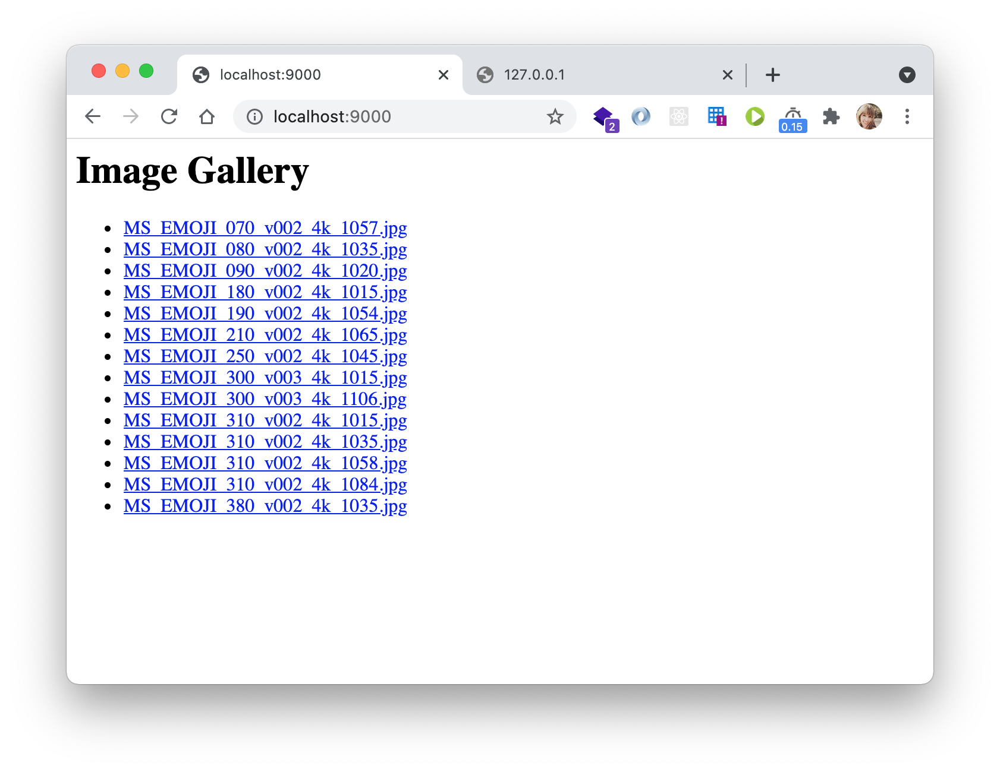 localhost:9000
127.0.0.1
localhost:9000
2
!
0.15
Image Gallery
MS_EMOJI_070_v002_4k_1057.jpg
MS_EMOJI_080_v002_4k_1035.jpg
MS_EMOJI_090_v002_4k_1020.jpg
MS_EMOJI_180_v002_4k_1015.jpg
MS_EMOJI_190_v002_4k_1054.jpg
MS_EMOJI_210_v002_4k_1065.jpg
MS_EMOJI_250_v002_4k_1045.jpg
MS_EMOJI_300_v003_4k_1015.jpg
MS_EMOJI_300_v003_4k_1106.jpg
MS_EMOJI_310_v002_4k_1015.jpg
MS_EMOJI_310_v002_4k_1035.jpg
MS_EMOJI_310_v002_4k_1058.jpg
MS_EMOJI_310_v002_4k_1084.jpg
MS_EMOJI_380_v002_4k_1035.jpg